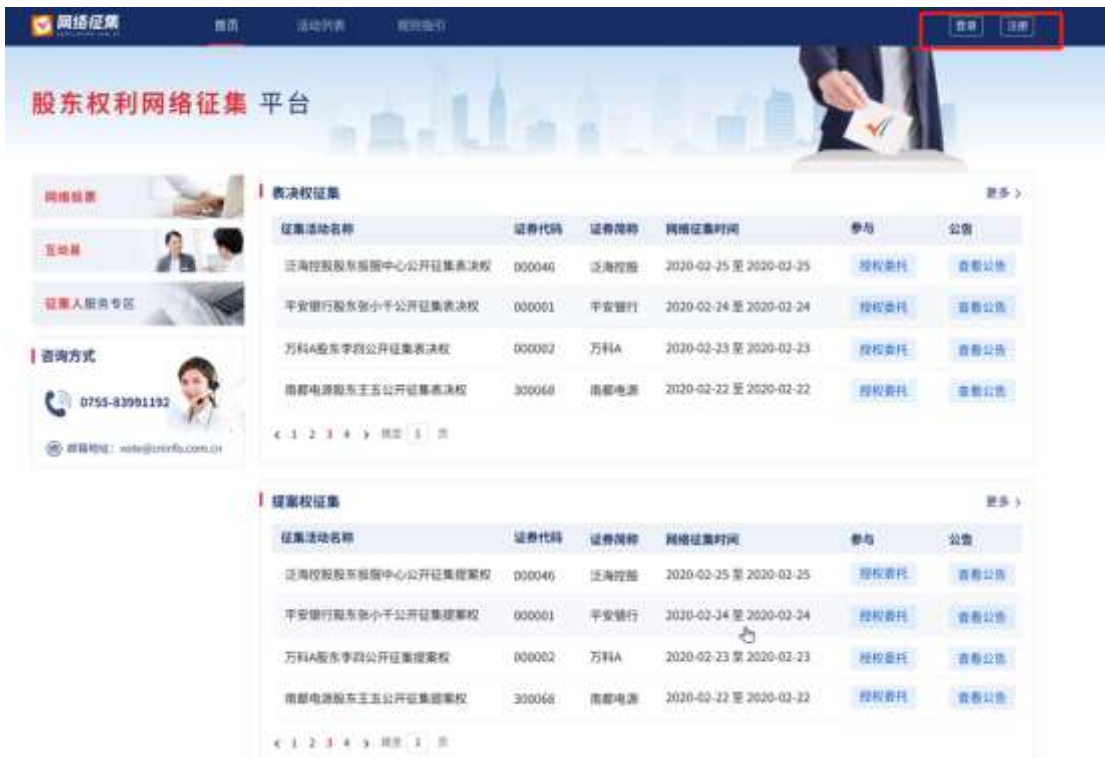 网络征集
首页 活动列表 规则指引 登录 注册
股东权利网络征集 平台
网络投票
互动易
征集人服务专区
咨询方式
0755-83991192
邮箱地址：vote@cninfo.com.cn
表决权征集 更多 >
征集活动名称 证券代码 证券简称 网络征集时间 参与 公告
泛海控股股东投服中心公开征集表决权 000046 泛海控股 2020-02-25 至 2020-02-25 授权委托 查看公告
平安银行股东张小千公开征集表决权 000001 平安银行 2020-02-24 至 2020-02-24 授权委托 查看公告
万科A股东李四公开征集表决权 000002 万科A 2020-02-23 至 2020-02-23 授权委托 查看公告
南都电源股东王五公开征集表决权 300068 南都电源 2020-02-22 至 2020-02-22 授权委托 查看公告
< 1 2 3 4 > 跳至 1 页
提案权征集 更多 >
征集活动名称 证券代码 证券简称 网络征集时间 参与 公告
泛海控股股东投服中心公开征集提案权 000046 泛海控股 2020-02-25 至 2020-02-25 授权委托 查看公告
平安银行股东张小千公开征集提案权 000001 平安银行 2020-02-24 至 2020-02-24 授权委托 查看公告
万科A股东李四公开征集提案权 000002 万科A 2020-02-23 至 2020-02-23 授权委托 查看公告
南都电源股东王五公开征集提案权 300068 南都电源 2020-02-22 至 2020-02-22 授权委托 查看公告
< 1 2 3 4 > 跳至 1 页